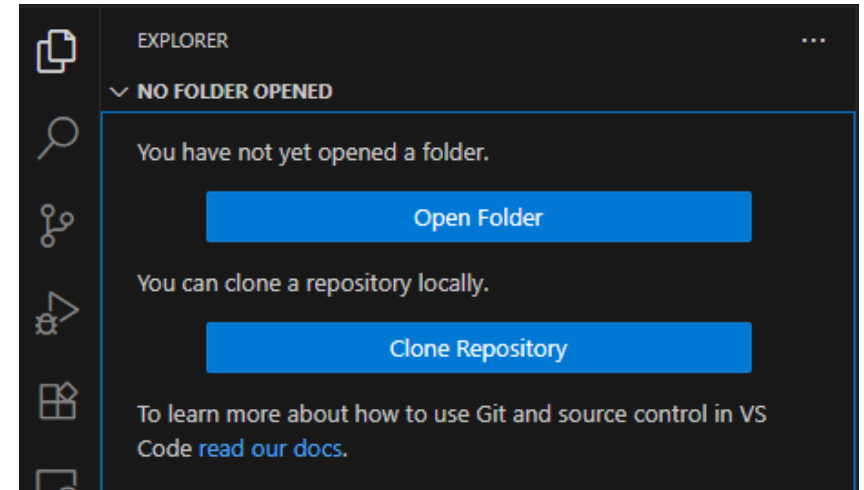 EXPLORER
NO FOLDER OPENED
You have not yet opened a folder.
Open Folder
You can clone a repository locally.
Clone Repository
To learn more about how to use Git and source control in VS
Code read our docs.